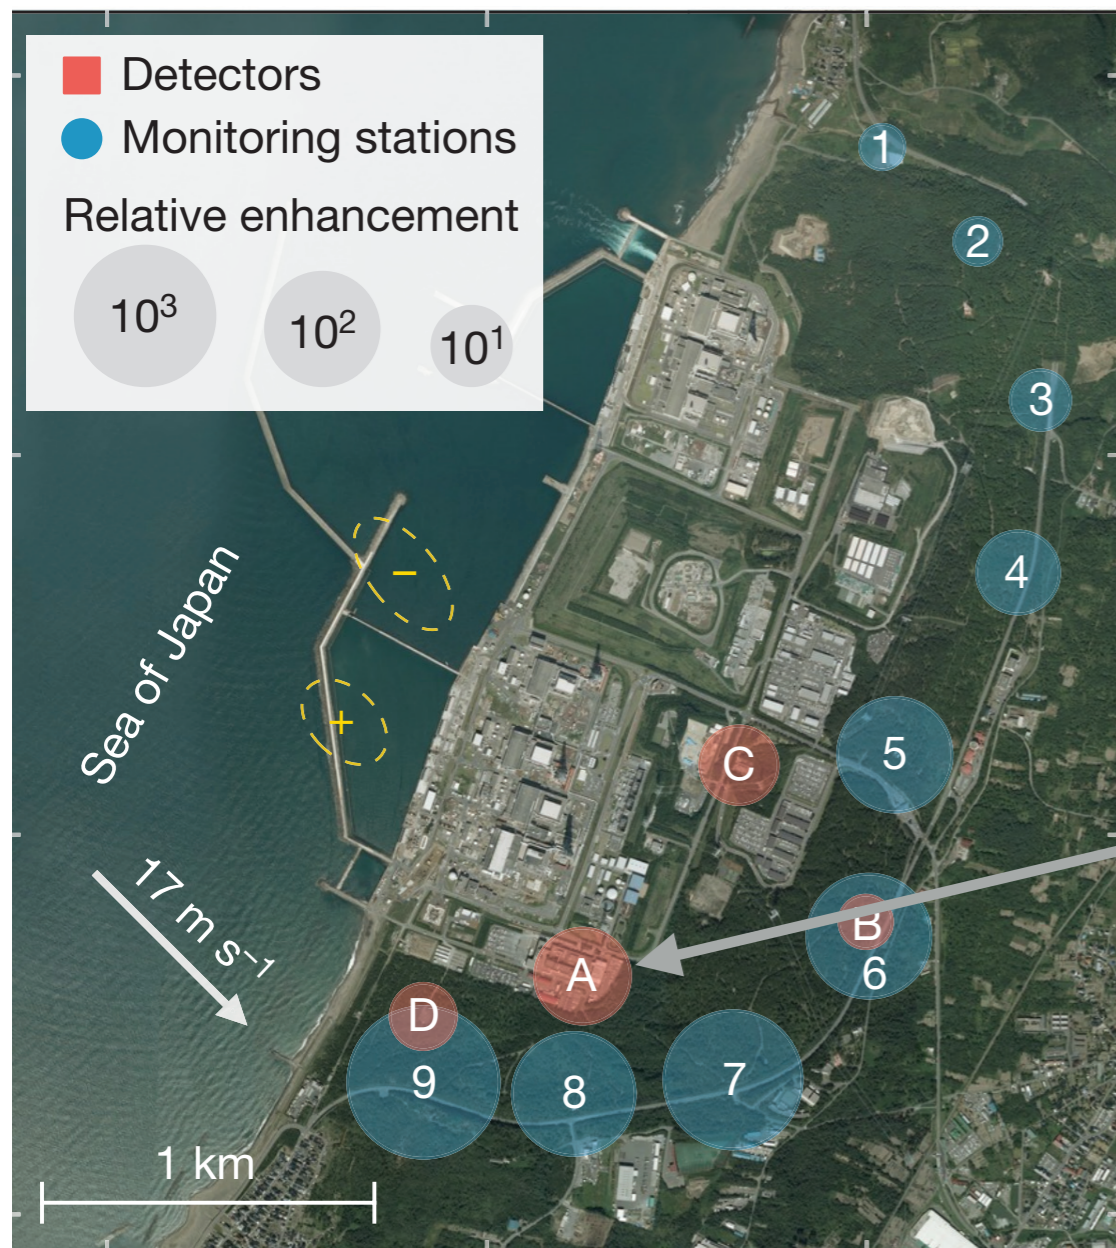 Detectors
Monitoring stations
Relative enhancement
10³
10²
10¹
1
2
3
−
4
Sea of Japan
+
5
C
17 m s⁻¹
B
6
A
D
9
8
7
1 km